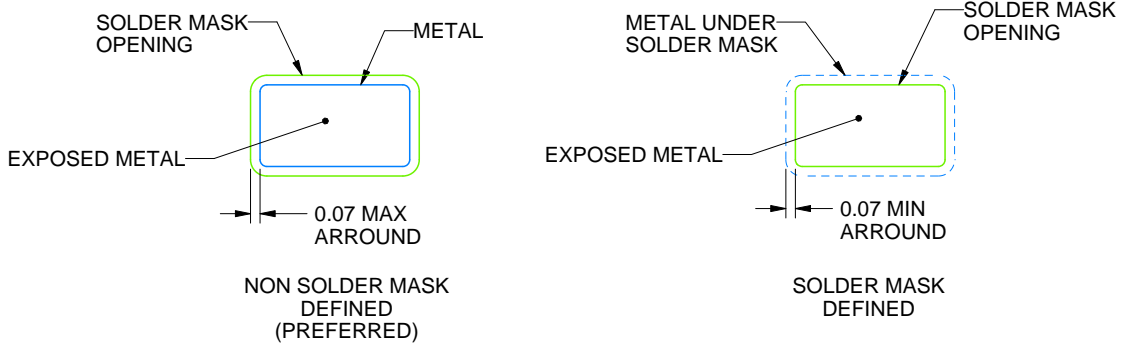 SOLDER MASK
OPENING
METAL
EXPOSED METAL
0.07 MAX
ARROUND
NON SOLDER MASK
DEFINED
(PREFERRED)
METAL UNDER
SOLDER MASK
SOLDER MASK
OPENING
EXPOSED METAL
0.07 MIN
ARROUND
SOLDER MASK
DEFINED